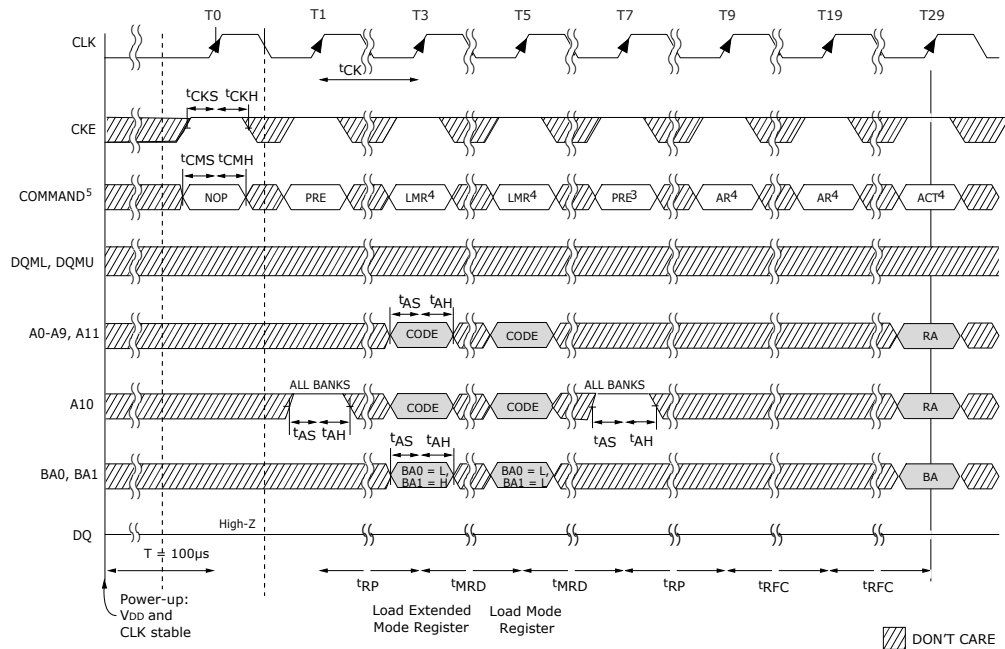 T0 T1 T3 T5 T7 T9 T19 T29
CLK
tCK
tCKS tCKH
CKE
tCMS tCMH
COMMAND5 NOP PRE LMR4 LMR4 PRE3 AR4 AR4 ACT4
DQML, DQMU
tAS tAH
A0-A9, A11 CODE CODE RA
ALL BANKS ALL BANKS
A10 CODE CODE RA
tAS tAH tAS tAH tAS tAH
BA0, BA1 BA0 = L, BA0 = L, BA
BA1 = H BA1 = L
High-Z
DQ
T = 100µs
tRP tMRD tMRD tRP tRFC tRFC
Power-up:
VDD and
CLK stable
Load Extended
Mode Register
Load Mode
Register
DON'T CARE